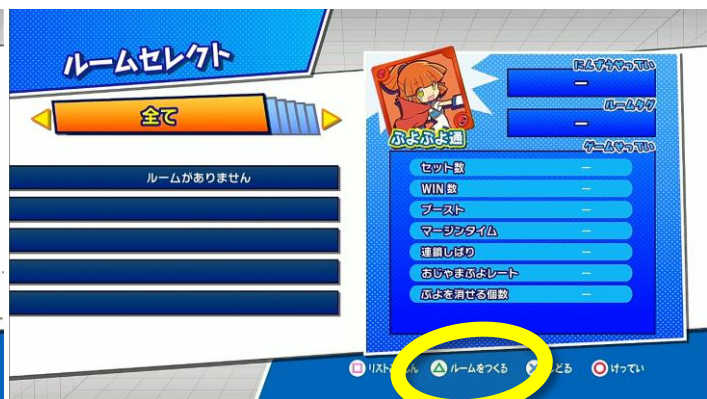 ルームセレクト
全て
ルームがありません
ぷよぷよ通
にんずうせってい
ー
ルームタグ
ー
ゲームせってい
セット数 ー
WIN数 ー
ブースト ー
マージンタイム ー
連鎖しばり ー
おじゃまぷよレート ー
ぷよを消せる個数 ー
ルームをつくる
けってい